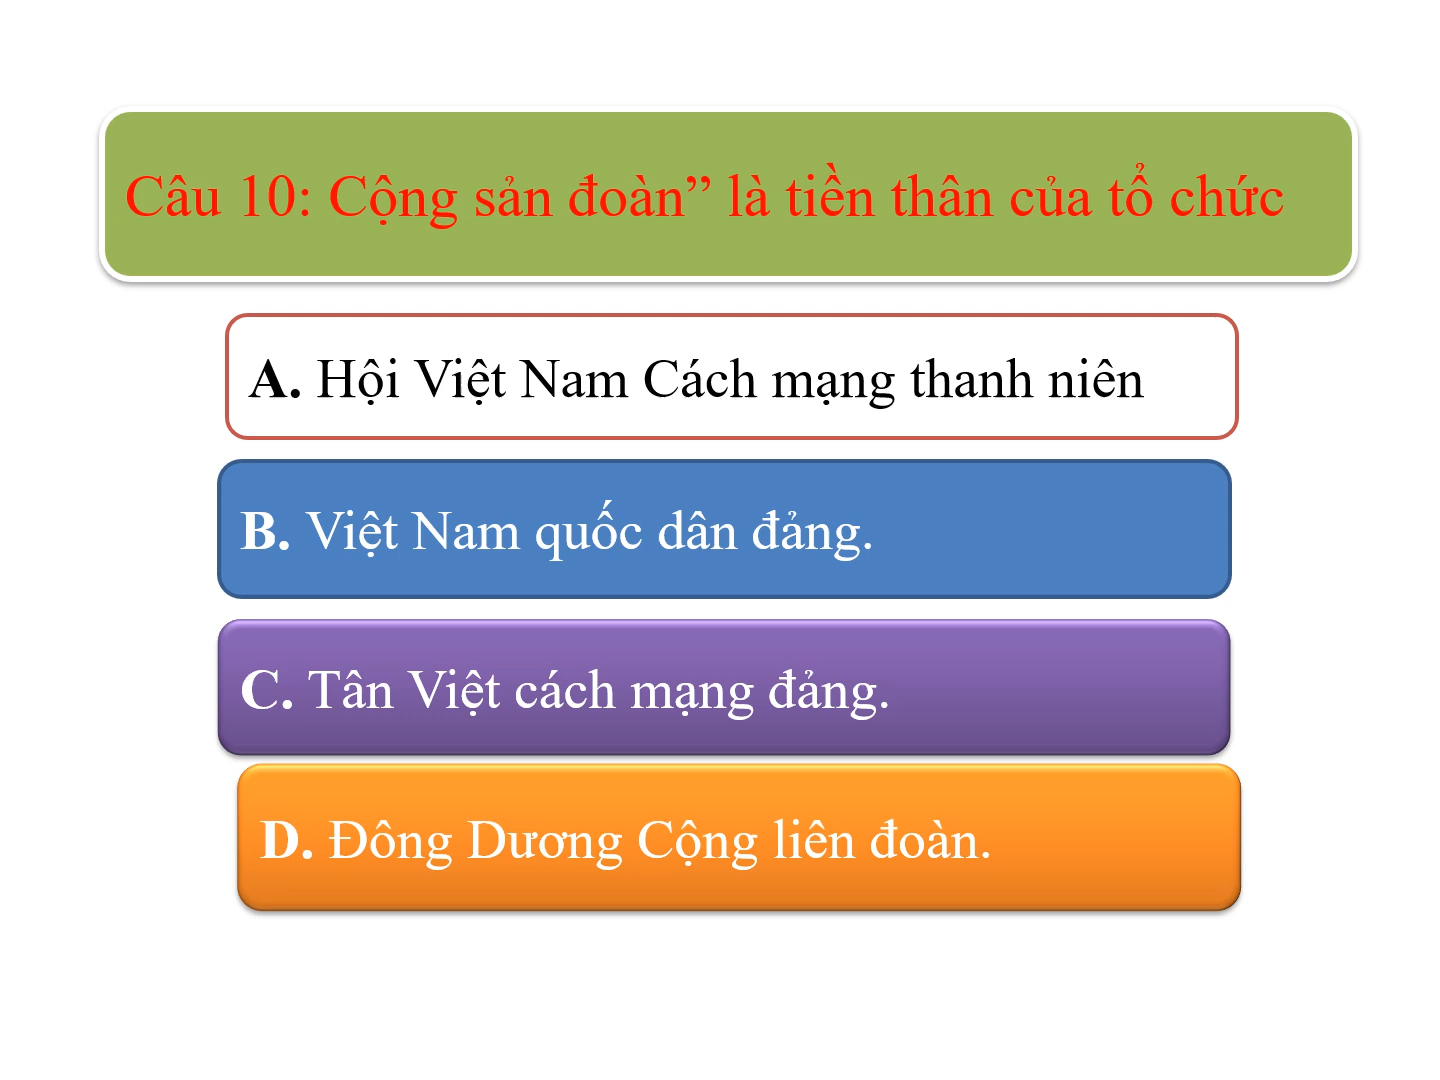 Câu 10: Cộng sản đoàn” là tiền thân của tổ chức
A. Hội Việt Nam Cách mạng thanh niên
B. Việt Nam quốc dân đảng.
C. Tân Việt cách mạng đảng.
D. Đông Dương Cộng liên đoàn.